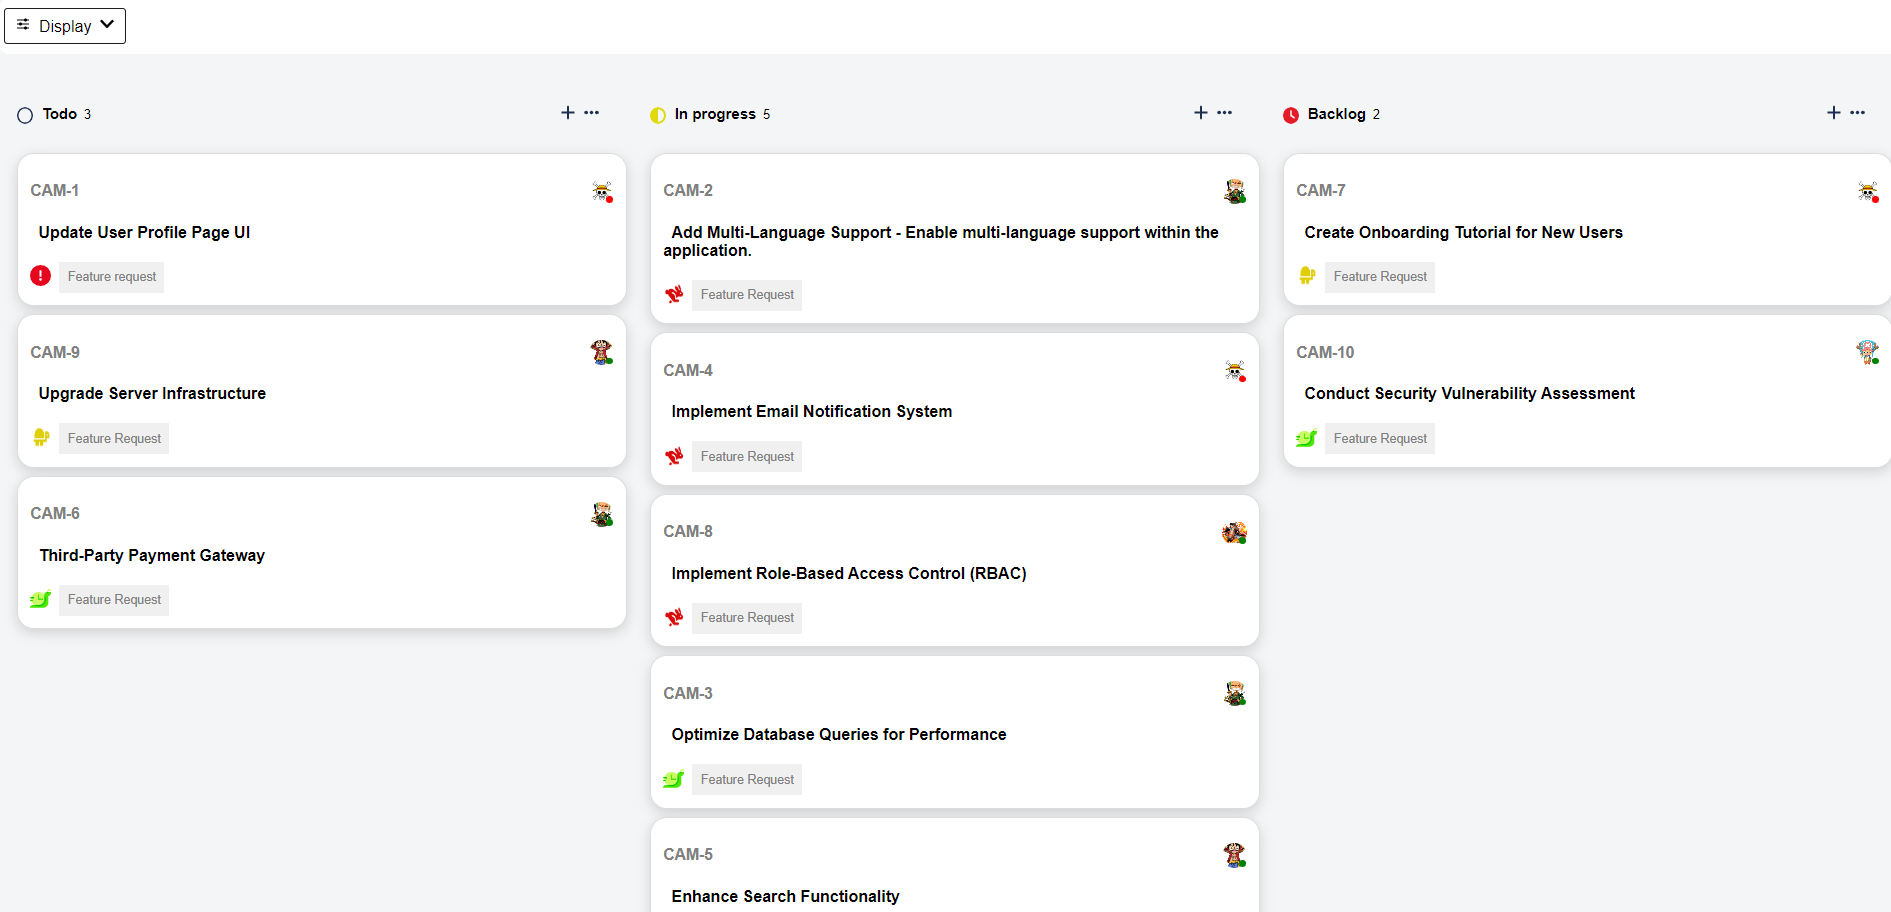 Display
Todo 3
CAM-1
Update User Profile Page UI
Feature request
CAM-9
Upgrade Server Infrastructure
Feature Request
CAM-6
Third-Party Payment Gateway
Feature Request
In progress 5
CAM-2
Add Multi-Language Support - Enable multi-language support within the
application.
Feature Request
CAM-4
Implement Email Notification System
Feature Request
CAM-8
Implement Role-Based Access Control (RBAC)
Feature Request
CAM-3
Optimize Database Queries for Performance
Feature Request
CAM-5
Enhance Search Functionality
Backlog 2
CAM-7
Create Onboarding Tutorial for New Users
Feature Request
CAM-10
Conduct Security Vulnerability Assessment
Feature Request